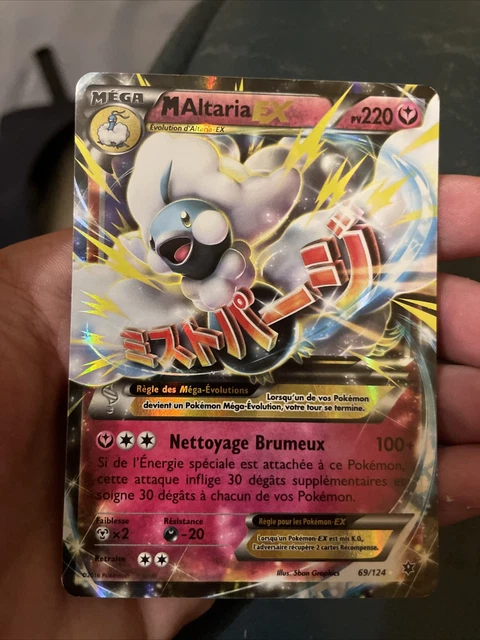 MÉGA
MAltariaEX
PV220
Évolution d'Altaria-EX
ミストパージ
Règle des Méga-Évolutions
Lorsqu'un de vos Pokémon
devient un Pokémon Méga-Évolution, votre tour se termine.
Nettoyage Brumeux 100+
Si de l'Énergie spéciale est attachée à ce Pokémon,
cette attaque inflige 30 dégâts supplémentaires et
soigne 30 dégâts à chacun de vos Pokémon.
Faiblesse Résistance
×2 -20
Règle pour les Pokémon-EX
Lorsqu'un Pokémon-EX est mis K.O.,
l'adversaire récupère 2 cartes Récompense.
Retraite
©2016 Pokémon
Illus. 5ban Graphics
69/124